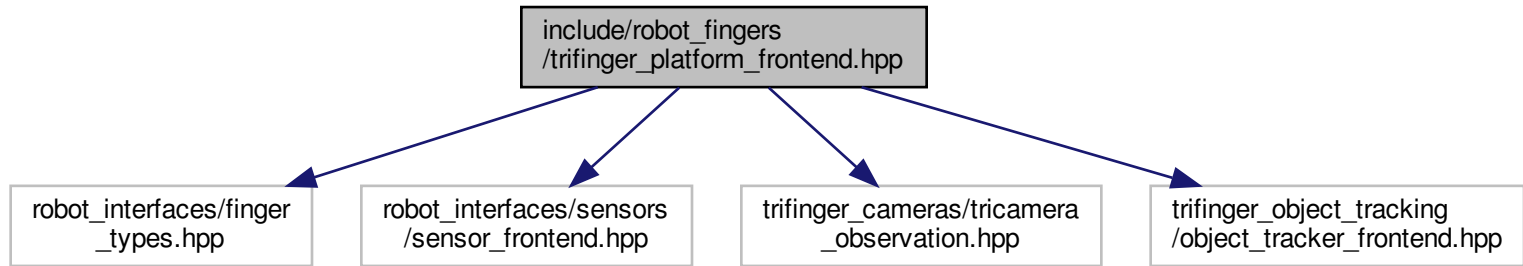 include/robot_fingers
/trifinger_platform_frontend.hpp
robot_interfaces/finger
_types.hpp
robot_interfaces/sensors
/sensor_frontend.hpp
trifinger_cameras/tricamera
_observation.hpp
trifinger_object_tracking
/object_tracker_frontend.hpp